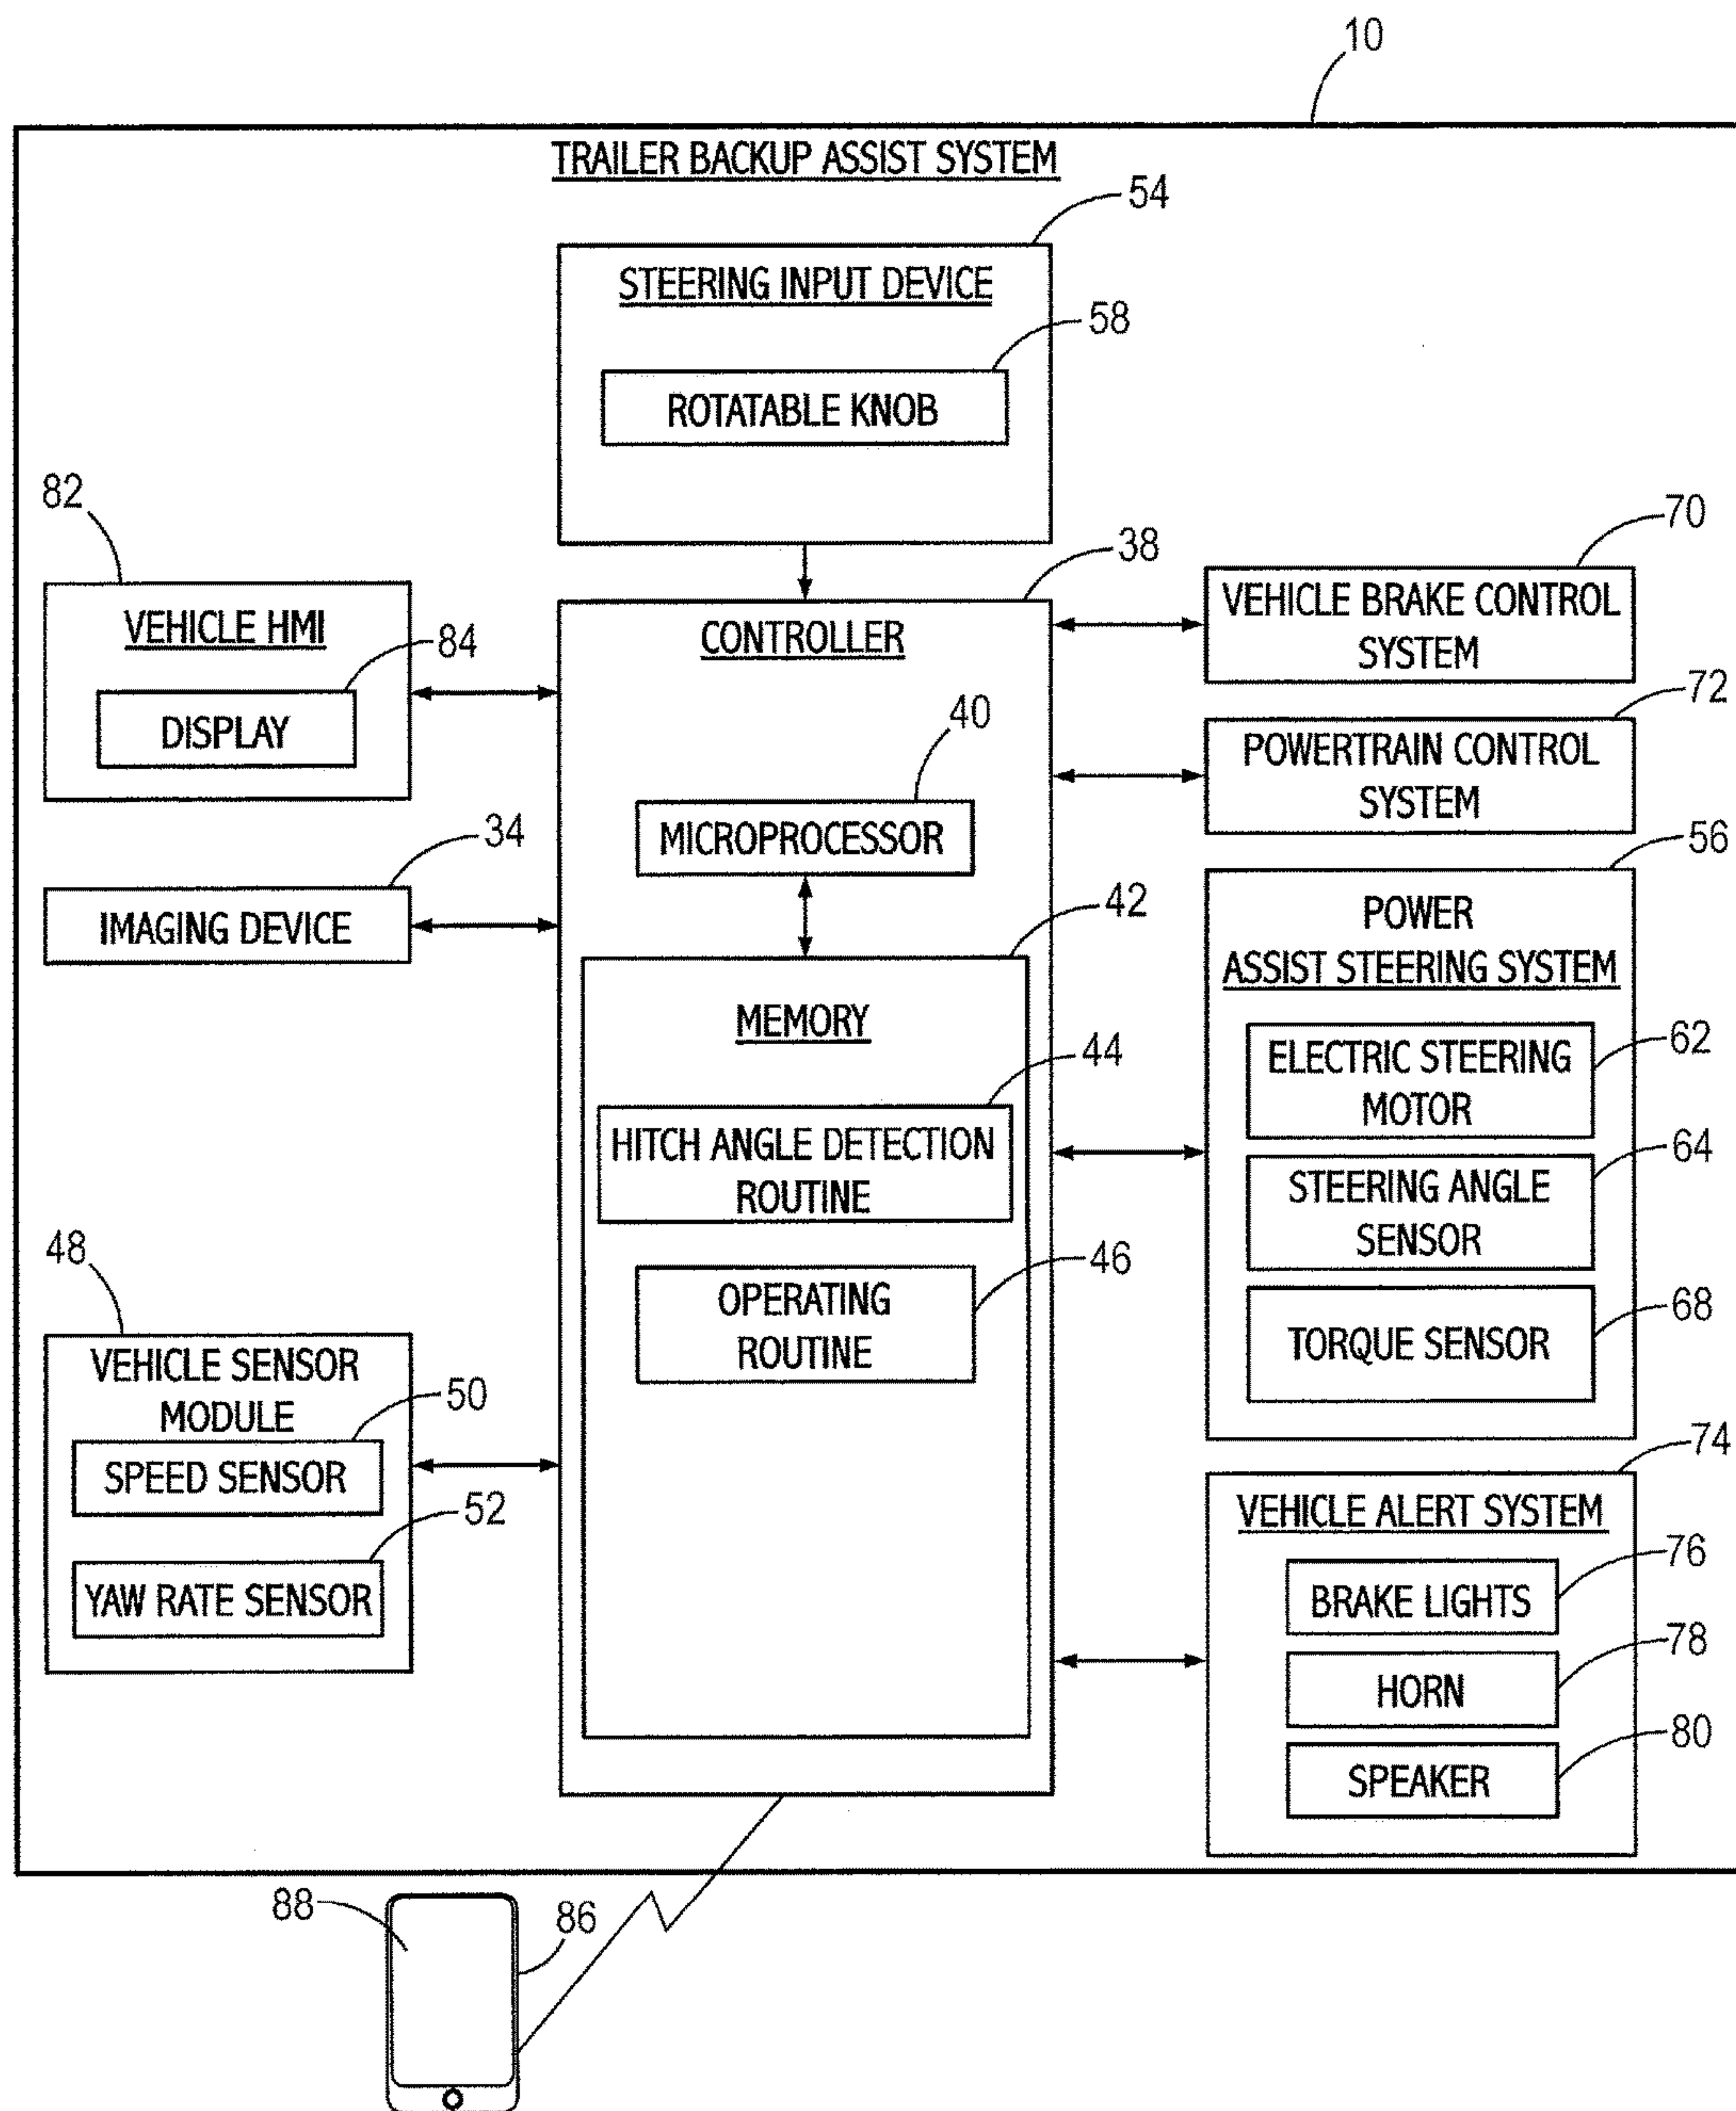 10
TRAILER BACKUP ASSIST SYSTEM
54
STEERING INPUT DEVICE
58
ROTATABLE KNOB
82
VEHICLE HMI
84
DISPLAY
34
IMAGING DEVICE
48
VEHICLE SENSOR
MODULE
50
SPEED SENSOR
52
YAW RATE SENSOR
38
CONTROLLER
40
MICROPROCESSOR
42
MEMORY
44
HITCH ANGLE DETECTION
ROUTINE
46
OPERATING
ROUTINE
70
VEHICLE BRAKE CONTROL
SYSTEM
72
POWERTRAIN CONTROL
SYSTEM
56
POWER
ASSIST STEERING SYSTEM
62
ELECTRIC STEERING
MOTOR
64
STEERING ANGLE
SENSOR
68
TORQUE SENSOR
74
VEHICLE ALERT SYSTEM
76
BRAKE LIGHTS
78
HORN
80
SPEAKER
88
86